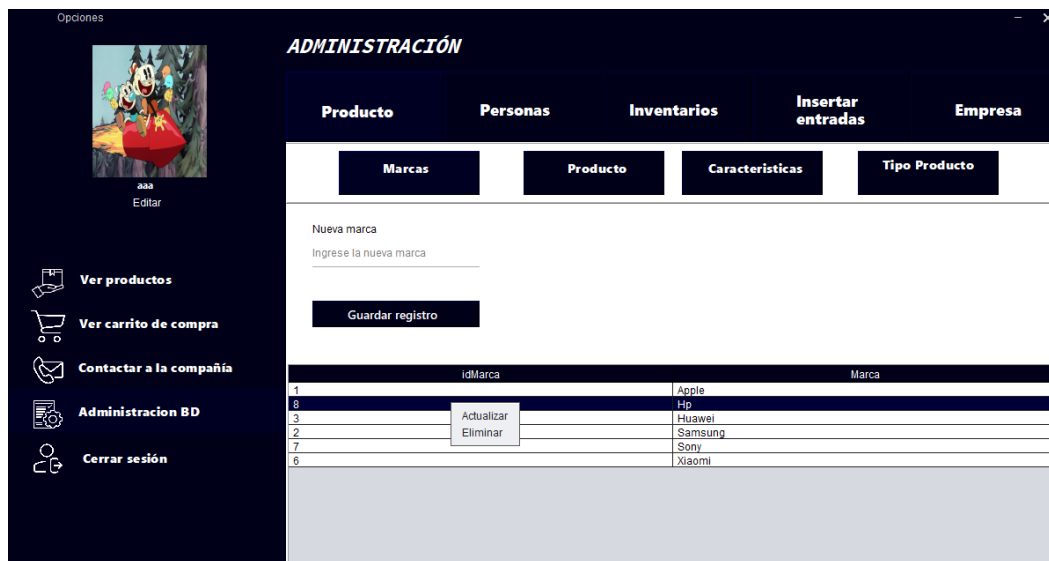 Opciones
ADMINISTRACIÓN
Producto
Personas
Inventarios
Insertar
entradas
Empresa
Marcas
Producto
Caracteristicas
Tipo Producto
aaa
Editar
Nueva marca
Ingrese la nueva marca
Guardar registro
Ver productos
Ver carrito de compra
Contactar a la compañía
Administracion BD
Cerrar sesión
idMarca Marca
1 Apple
8 Hp
3 Huawei
2 Samsung
7 Sony
6 Xiaomi
Actualizar
Eliminar